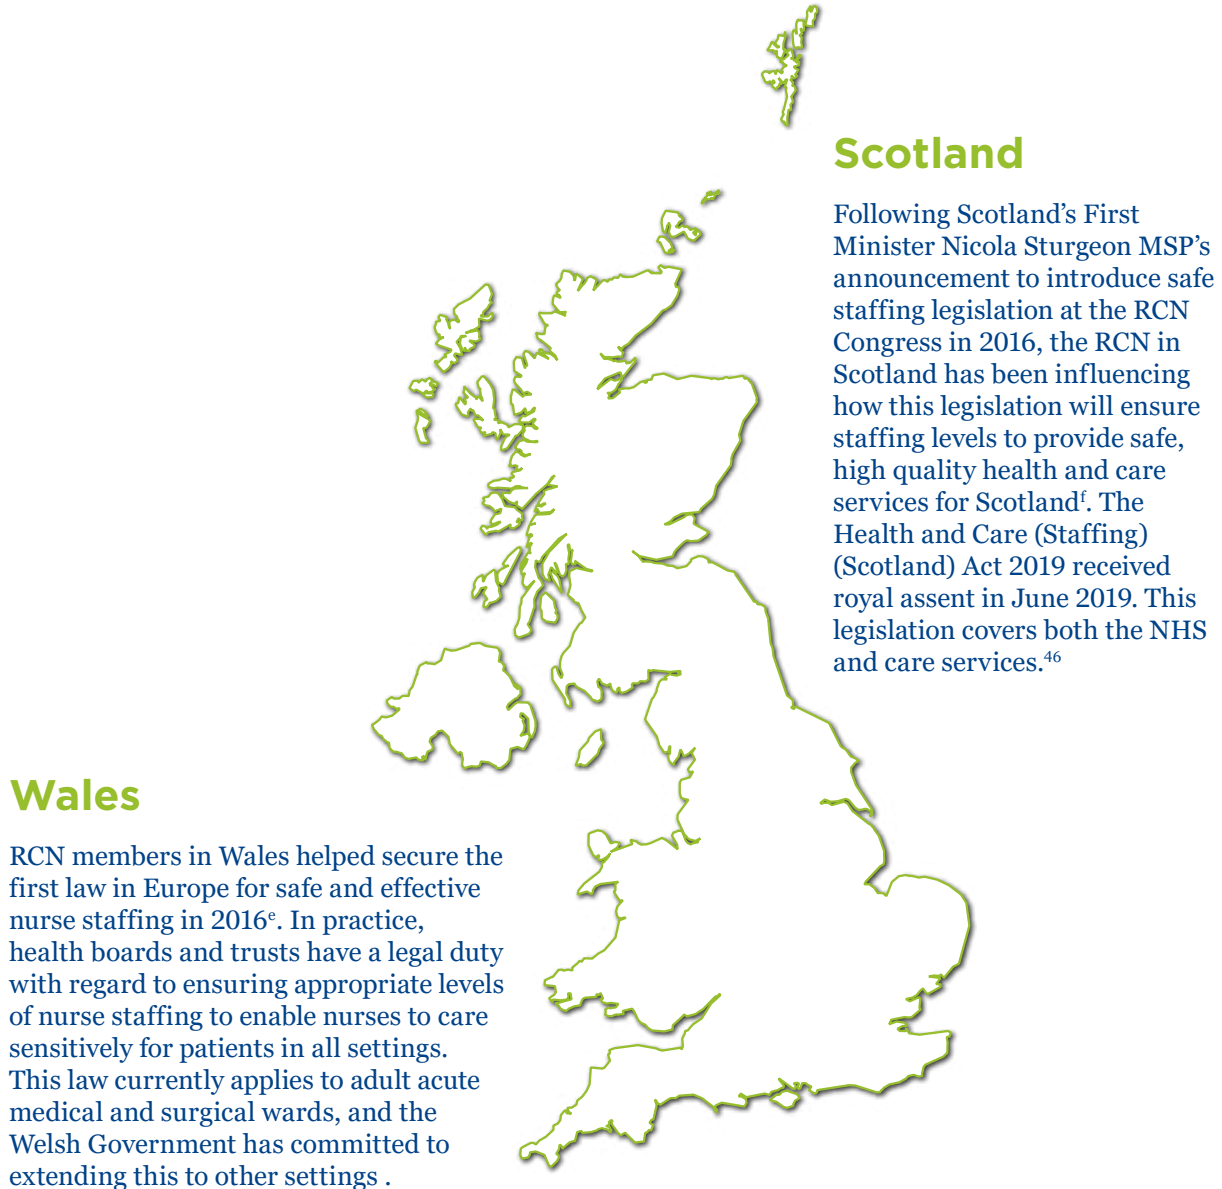 Scotland
Following Scotland’s First
Minister Nicola Sturgeon MSP’s
announcement to introduce safe
staffing legislation at the RCN
Congress in 2016, the RCN in
Scotland has been influencing
how this legislation will ensure
staffing levels to provide safe,
high quality health and care
services for Scotlandᶠ. The
Health and Care (Staffing)
(Scotland) Act 2019 received
royal assent in June 2019. This
legislation covers both the NHS
and care services.⁴⁶
Wales
RCN members in Wales helped secure the
first law in Europe for safe and effective
nurse staffing in 2016ᵉ. In practice,
health boards and trusts have a legal duty
with regard to ensuring appropriate levels
of nurse staffing to enable nurses to care
sensitively for patients in all settings.
This law currently applies to adult acute
medical and surgical wards, and the
Welsh Government has committed to
extending this to other settings .